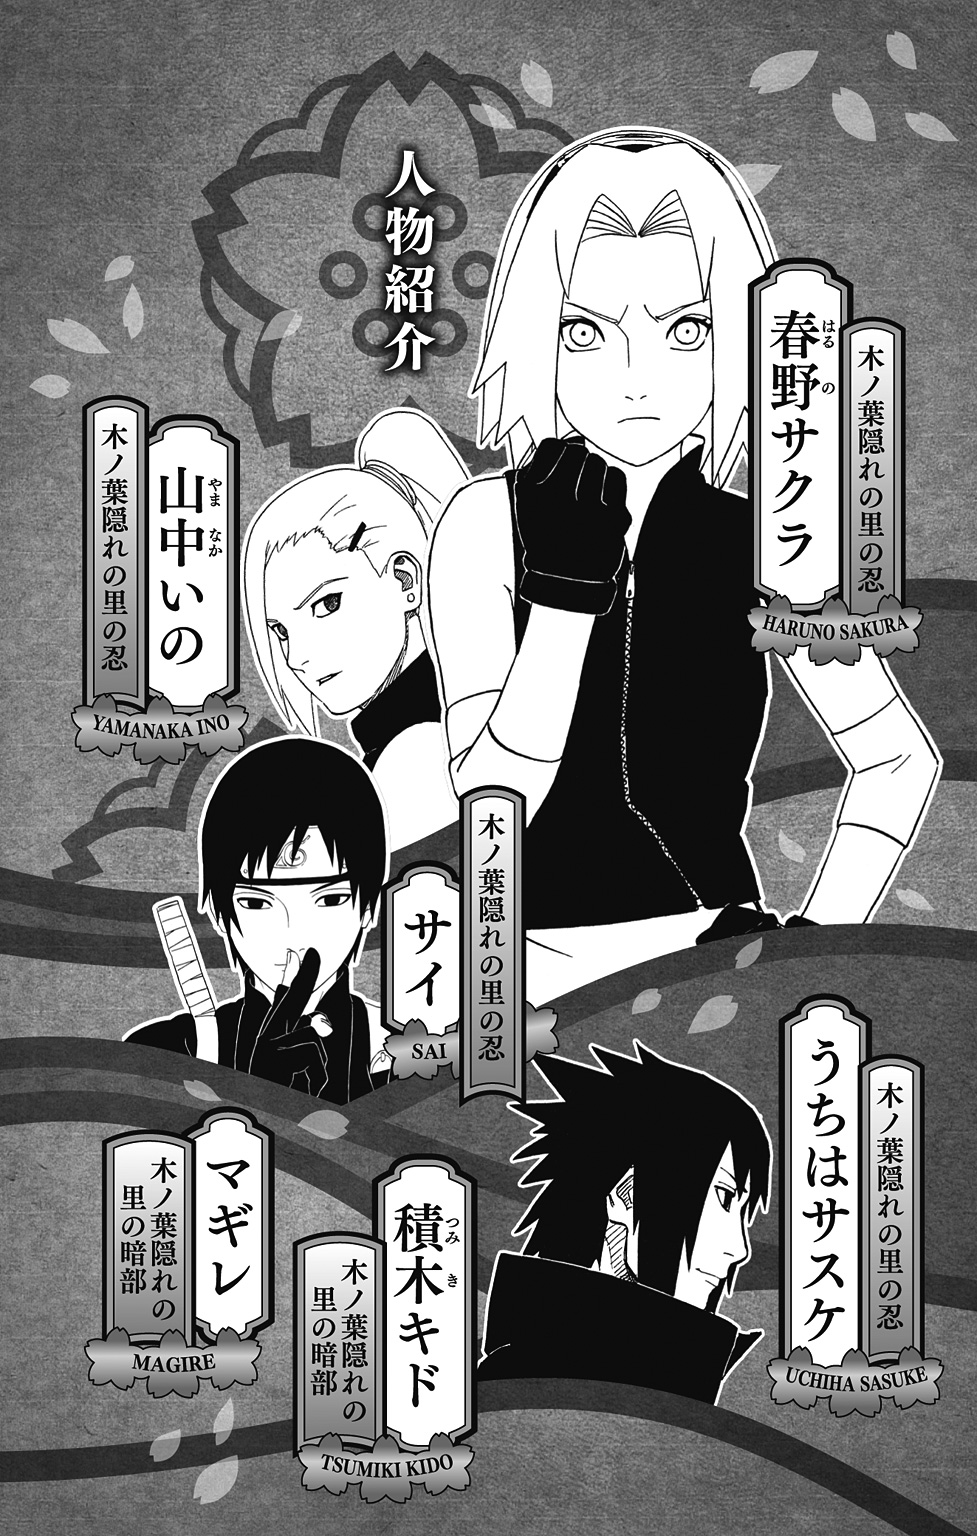 人物紹介
春野サクラ
はるの
木ノ葉隠れの里の忍
HARUNO SAKURA
山中いの
やまなか
木ノ葉隠れの里の忍
YAMANAKA INO
サイ
木ノ葉隠れの里の忍
SAI
うちはサスケ
木ノ葉隠れの里の忍
UCHIHA SASUKE
積木キド
つみき
木ノ葉隠れの
里の暗部
TSUMIKI KIDO
マギレ
木ノ葉隠れの
里の暗部
MAGIRE